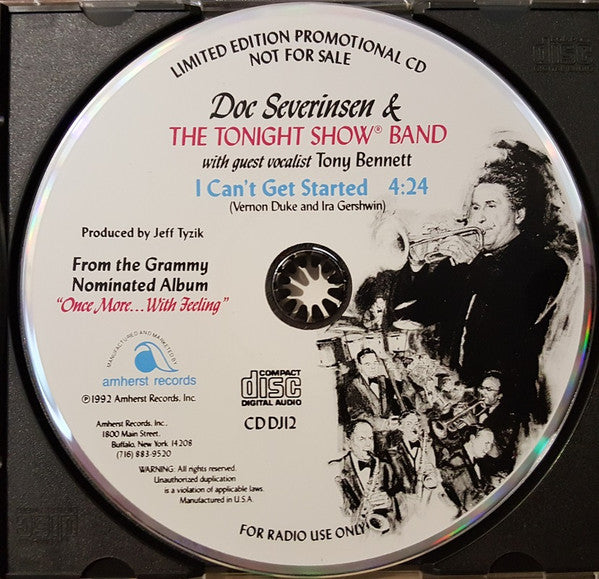 LIMITED EDITION PROMOTIONAL CD
NOT FOR SALE
Doc Severinsen &
THE TONIGHT SHOW® BAND
with guest vocalist Tony Bennett
I Can't Get Started 4:24
(Vernon Duke and Ira Gershwin)
Produced by Jeff Tyzik
From the Grammy
Nominated Album
"Once More...With Feeling"
MANUFACTURED AND MARKETED BY
amherst records
℗1992 Amherst Records, Inc.
COMPACT
disc
DIGITAL AUDIO
CD DJ12
Amherst Records, Inc.
1800 Main Street
Buffalo, New York 14208
(716) 883-9520
WARNING: All rights reserved.
Unauthorized duplication
is a violation of applicable laws.
Manufactured in U.S.A.
FOR RADIO USE ONLY